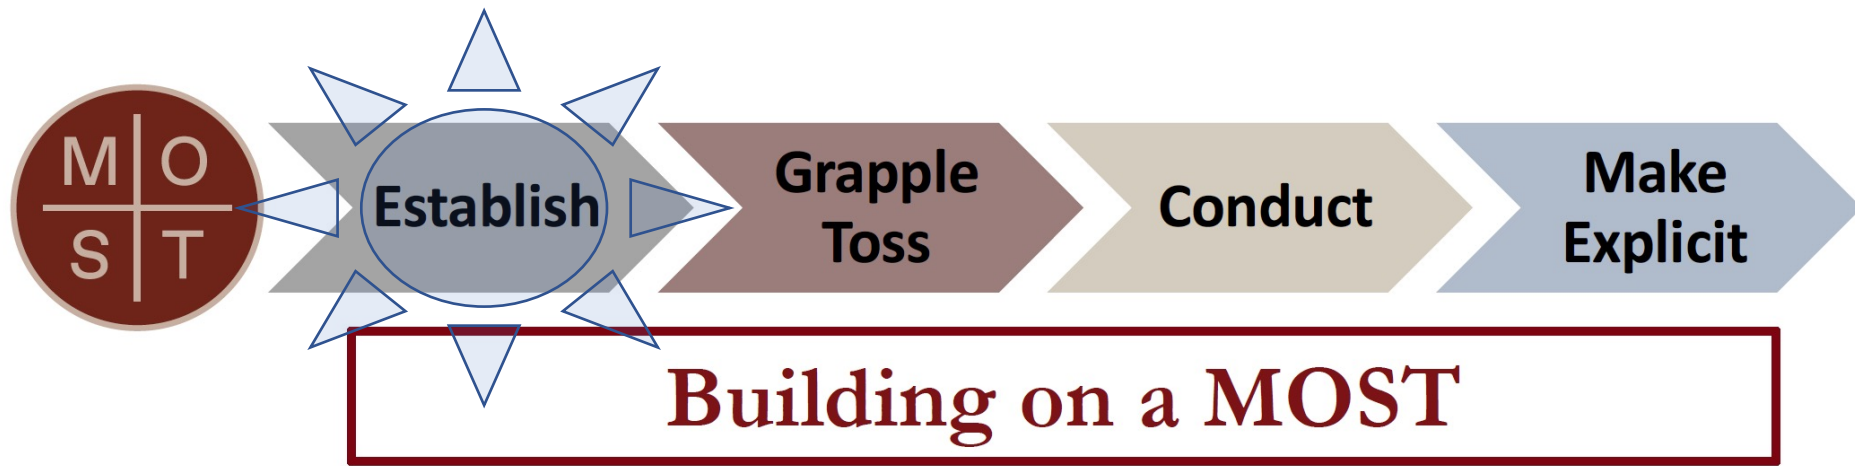 M O
S T
Establish
Grapple
Toss
Conduct
Make
Explicit
Building on a MOST